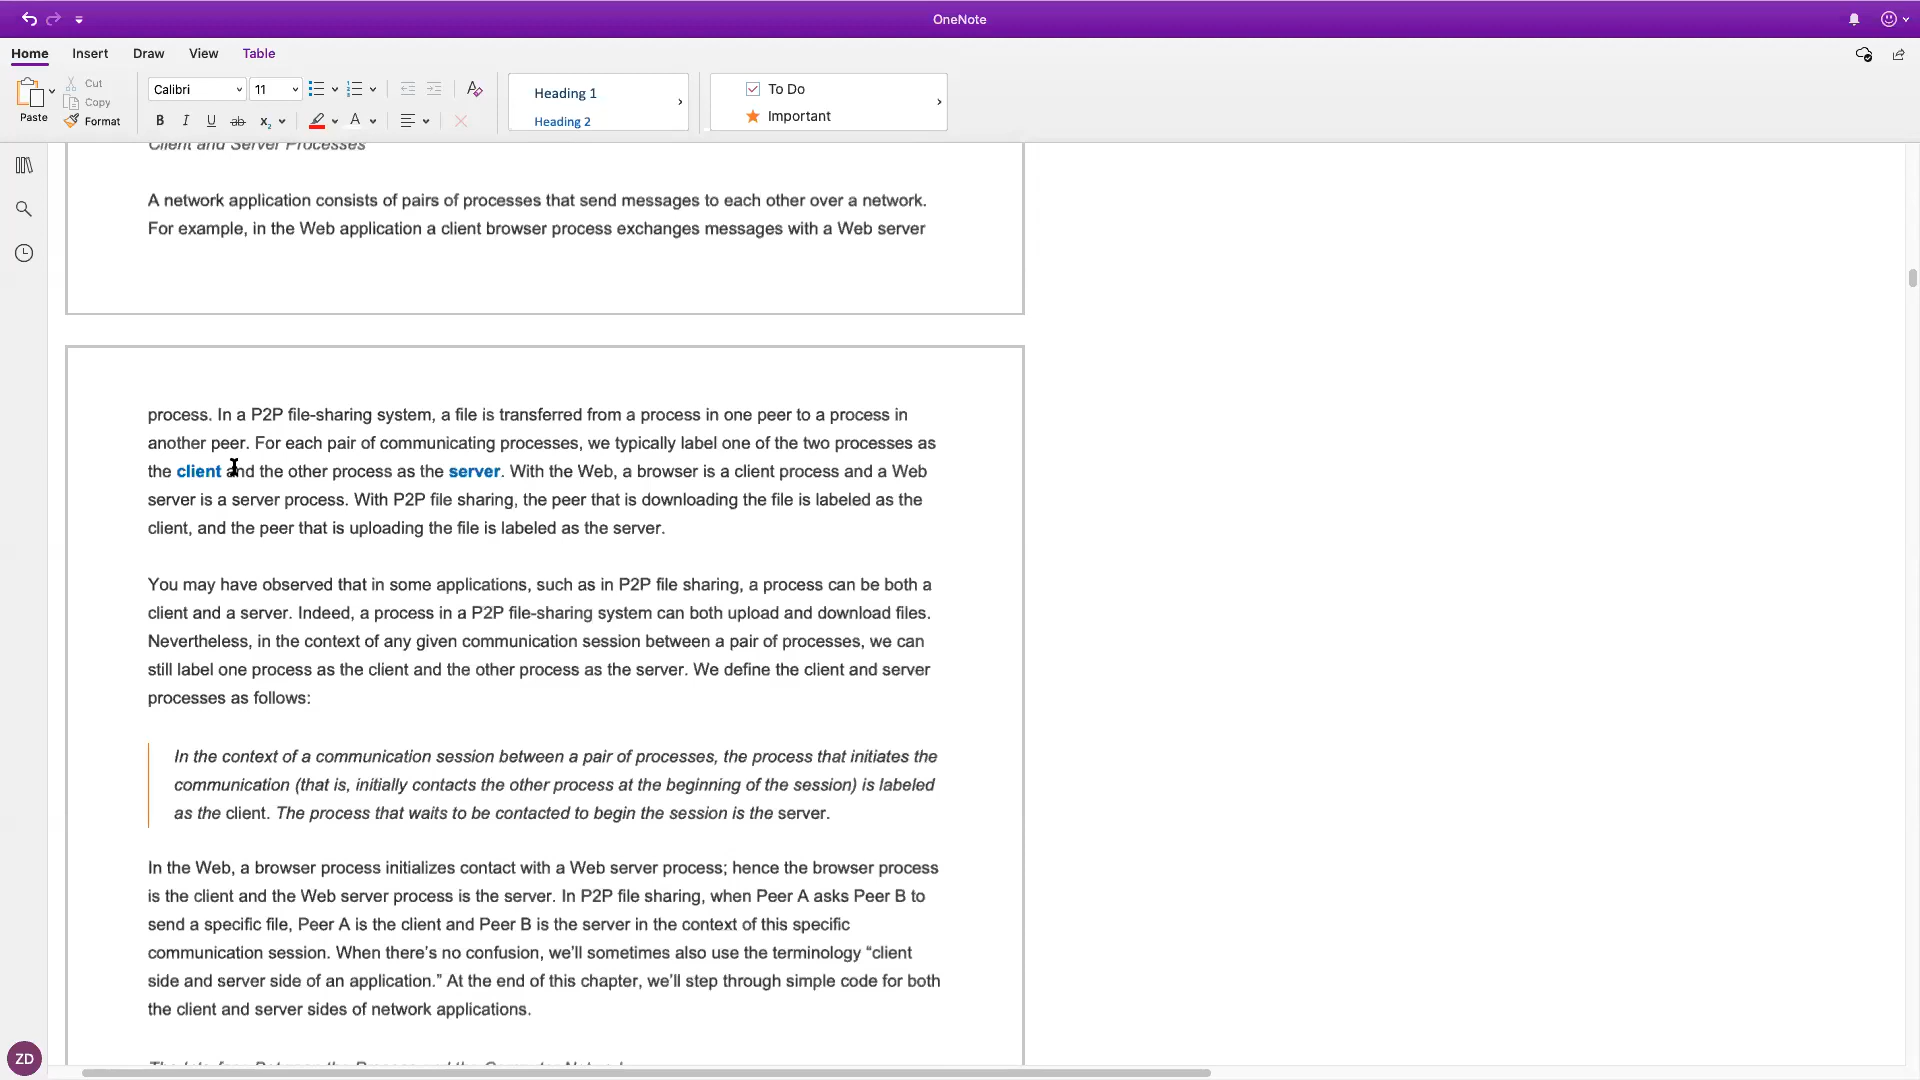 OneNote
Home Insert Draw View Table
Paste
Cut
Copy
Format
Calibri 11
B I U ab x₂ A
Heading 1
Heading 2
To Do
Important
Client and Server Processes
A network application consists of pairs of processes that send messages to each other over a network.
For example, in the Web application a client browser process exchanges messages with a Web server
process. In a P2P file-sharing system, a file is transferred from a process in one peer to a process in
another peer. For each pair of communicating processes, we typically label one of the two processes as
the client and the other process as the server. With the Web, a browser is a client process and a Web
server is a server process. With P2P file sharing, the peer that is downloading the file is labeled as the
client, and the peer that is uploading the file is labeled as the server.
You may have observed that in some applications, such as in P2P file sharing, a process can be both a
client and a server. Indeed, a process in a P2P file-sharing system can both upload and download files.
Nevertheless, in the context of any given communication session between a pair of processes, we can
still label one process as the client and the other process as the server. We define the client and server
processes as follows:
In the context of a communication session between a pair of processes, the process that initiates the
communication (that is, initially contacts the other process at the beginning of the session) is labeled
as the client. The process that waits to be contacted to begin the session is the server.
In the Web, a browser process initializes contact with a Web server process; hence the browser process
is the client and the Web server process is the server. In P2P file sharing, when Peer A asks Peer B to
send a specific file, Peer A is the client and Peer B is the server in the context of this specific
communication session. When there’s no confusion, we’ll sometimes also use the terminology “client
side and server side of an application.” At the end of this chapter, we’ll step through simple code for both
the client and server sides of network applications.
The Interface Between the Process and the Computer Network
ZD